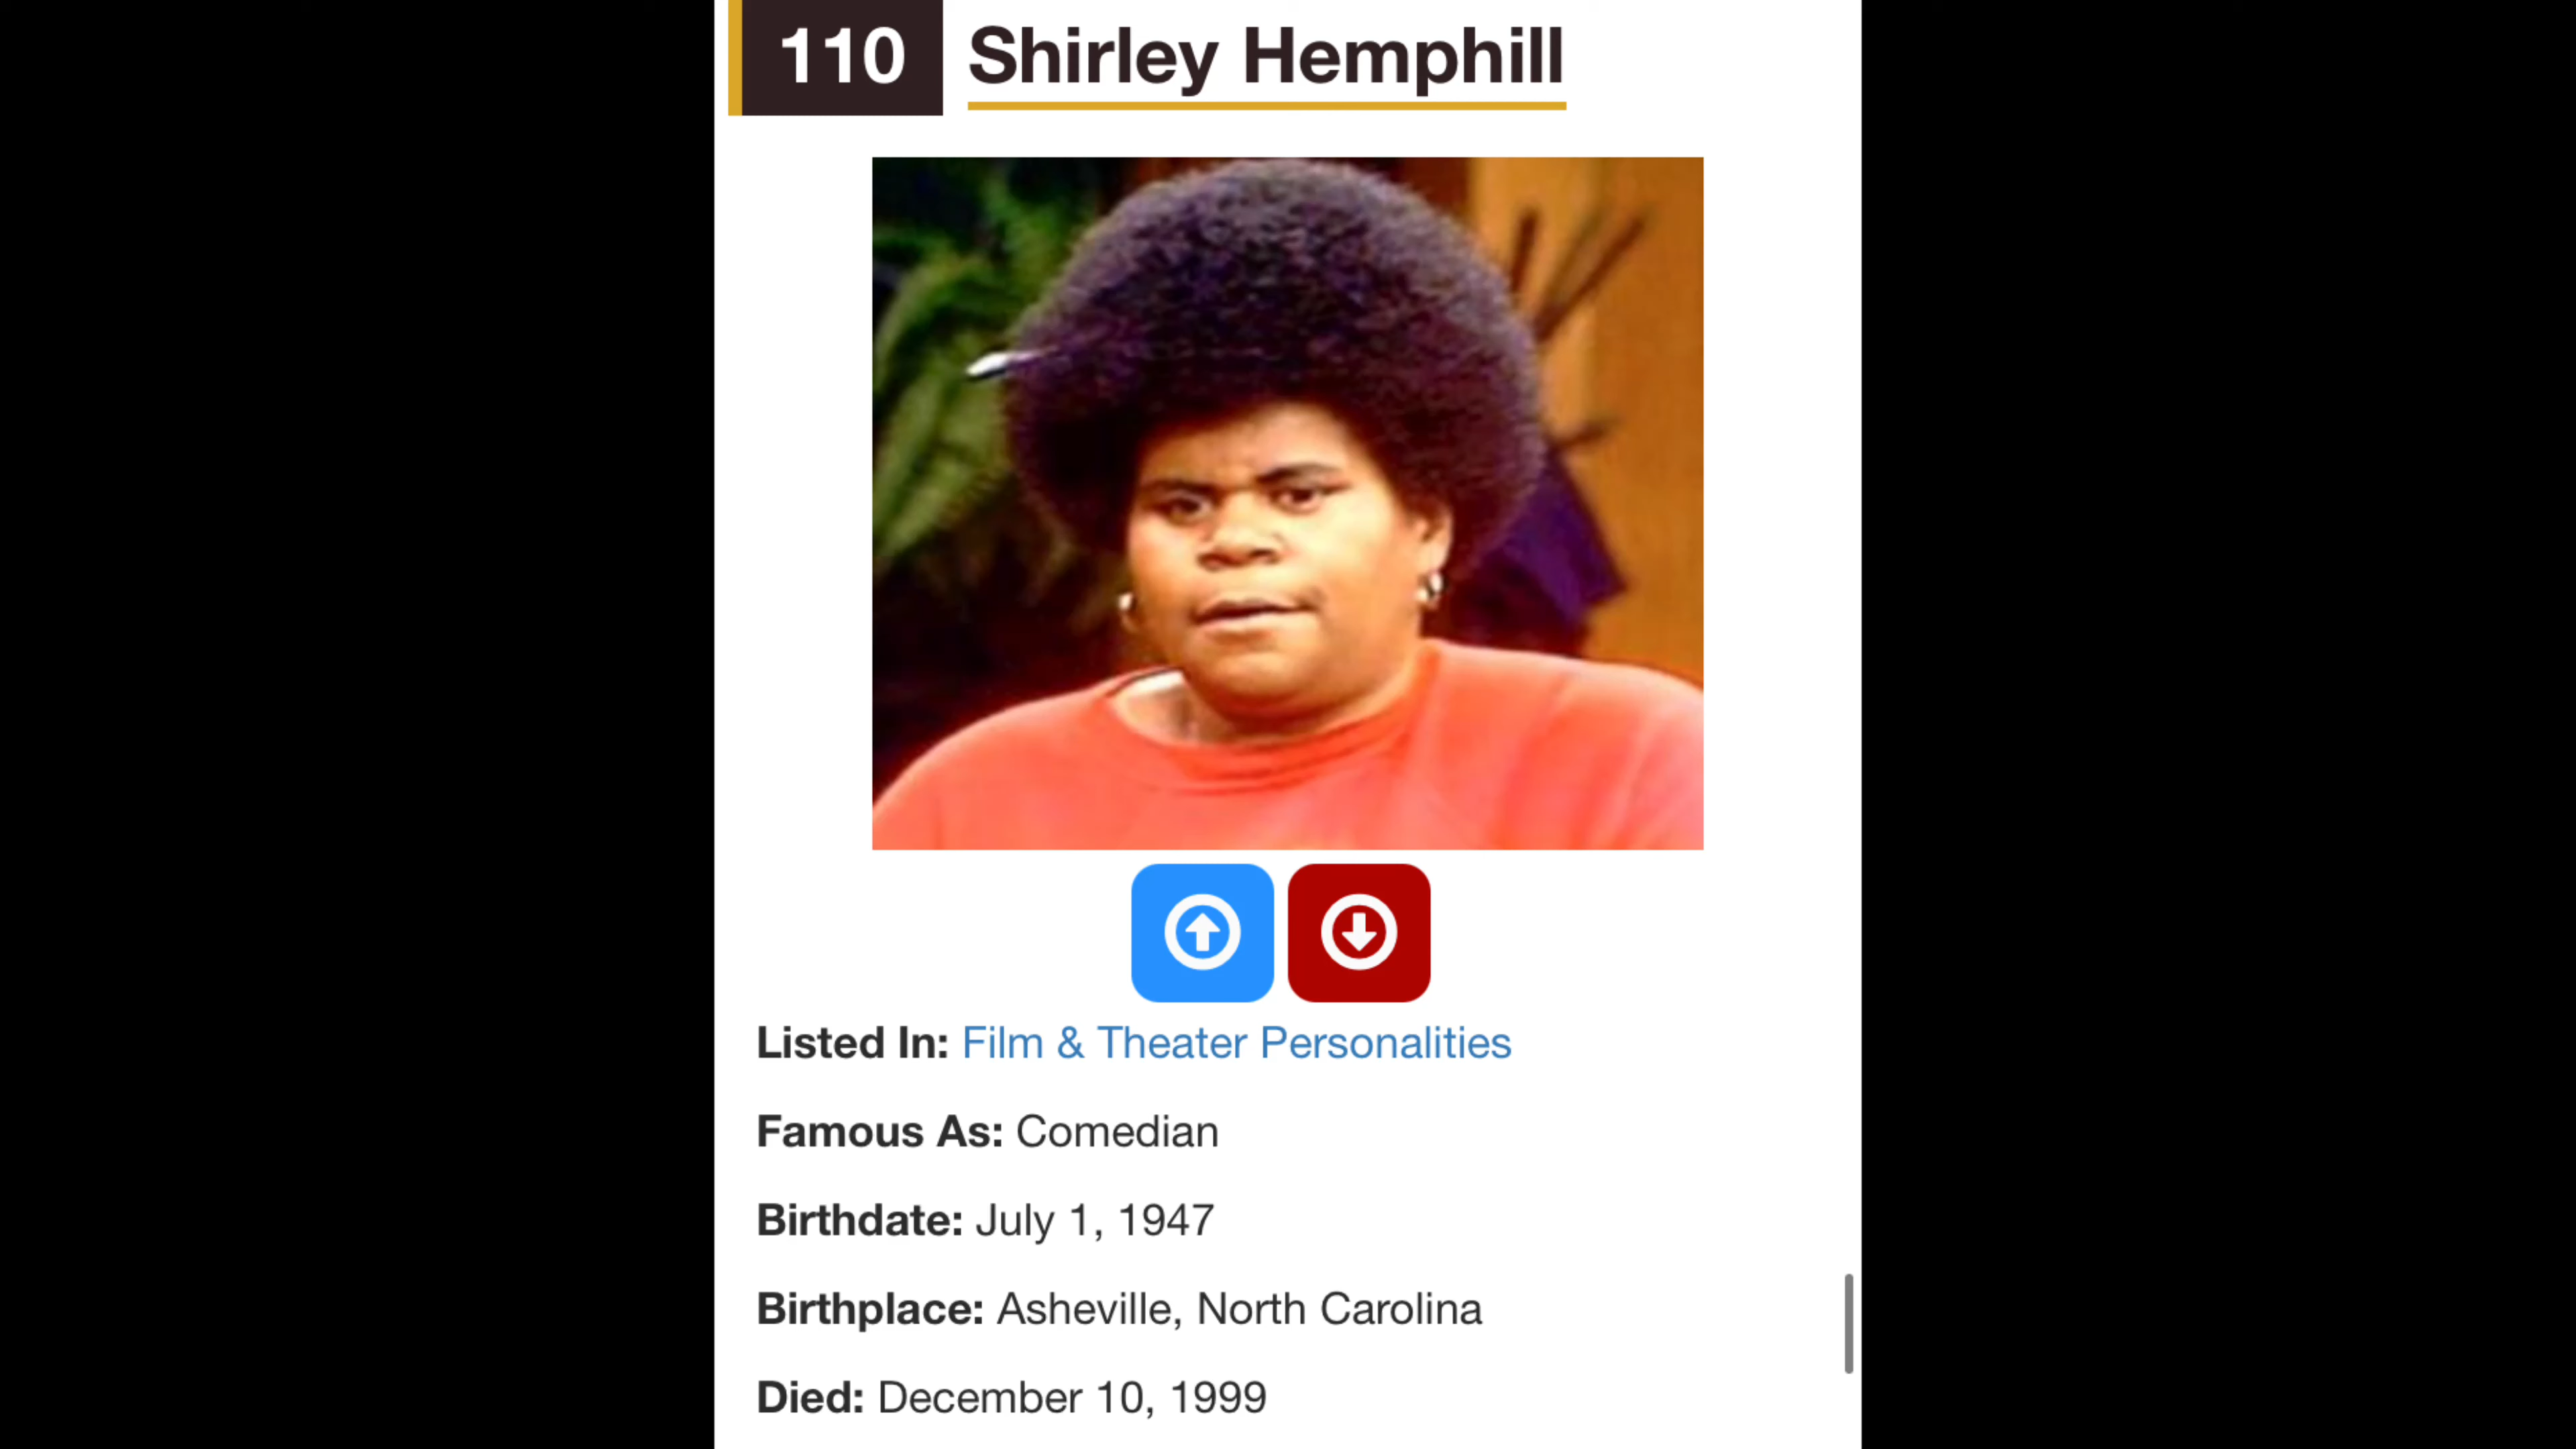 110 Shirley Hemphill
Listed In: Film & Theater Personalities
Famous As: Comedian
Birthdate: July 1, 1947
Birthplace: Asheville, North Carolina
Died: December 10, 1999